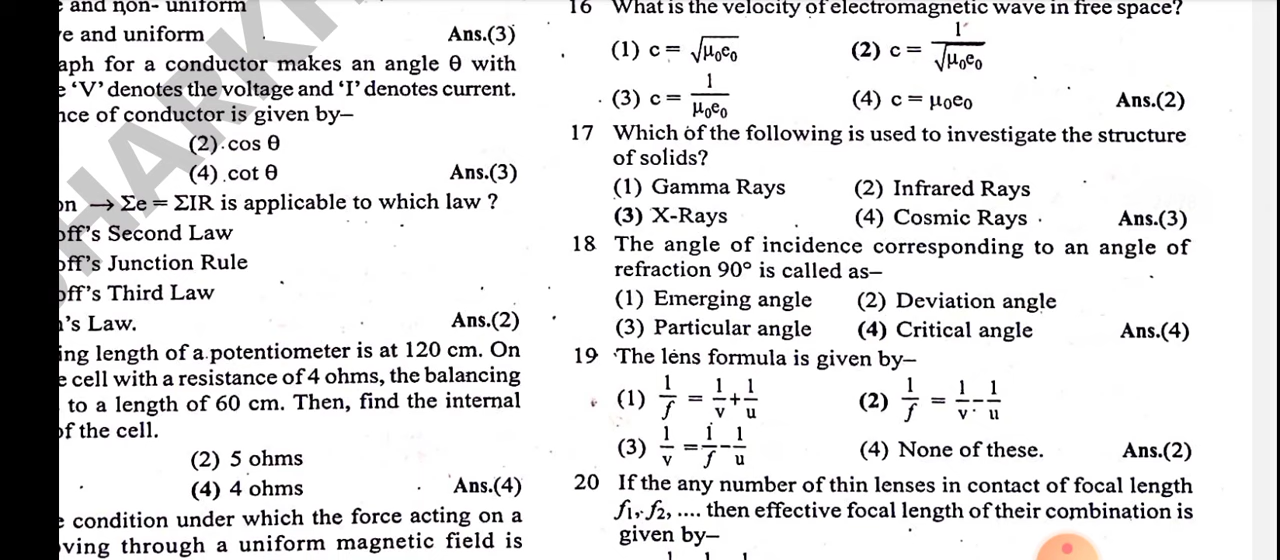 and non- uniform
e and uniform
Ans.(3)
aph for a conductor makes an angle θ with
e ‘V’ denotes the voltage and ‘I’ denotes current.
nce of conductor is given by–
(2) cos θ
(4) cot θ
Ans.(3)
on → Σe = ΣIR is applicable to which law ?
off’s Second Law
off’s Junction Rule
off’s Third Law
’s Law.
Ans.(2)
ing length of a potentiometer is at 120 cm. On
e cell with a resistance of 4 ohms, the balancing
to a length of 60 cm. Then, find the internal
of the cell.
(2) 5 ohms
(4) 4 ohms
Ans.(4)
e condition under which the force acting on a
ving through a uniform magnetic field is
16 What is the velocity of electromagnetic wave in free space?
(1) c = √μ₀e₀ (2) c = 1/√μ₀e₀
(3) c = 1/μ₀e₀ (4) c = μ₀e₀ Ans.(2)
17 Which of the following is used to investigate the structure
of solids?
(1) Gamma Rays (2) Infrared Rays
(3) X-Rays (4) Cosmic Rays Ans.(3)
18 The angle of incidence corresponding to an angle of
refraction 90° is called as–
(1) Emerging angle (2) Deviation angle
(3) Particular angle (4) Critical angle Ans.(4)
19 The lens formula is given by–
(1) 1/f = 1/v + 1/u (2) 1/f = 1/v - 1/u
(3) 1/v = 1/f - 1/u (4) None of these. Ans.(2)
20 If the any number of thin lenses in contact of focal length
f₁, f₂, .... then effective focal length of their combination is
given by–